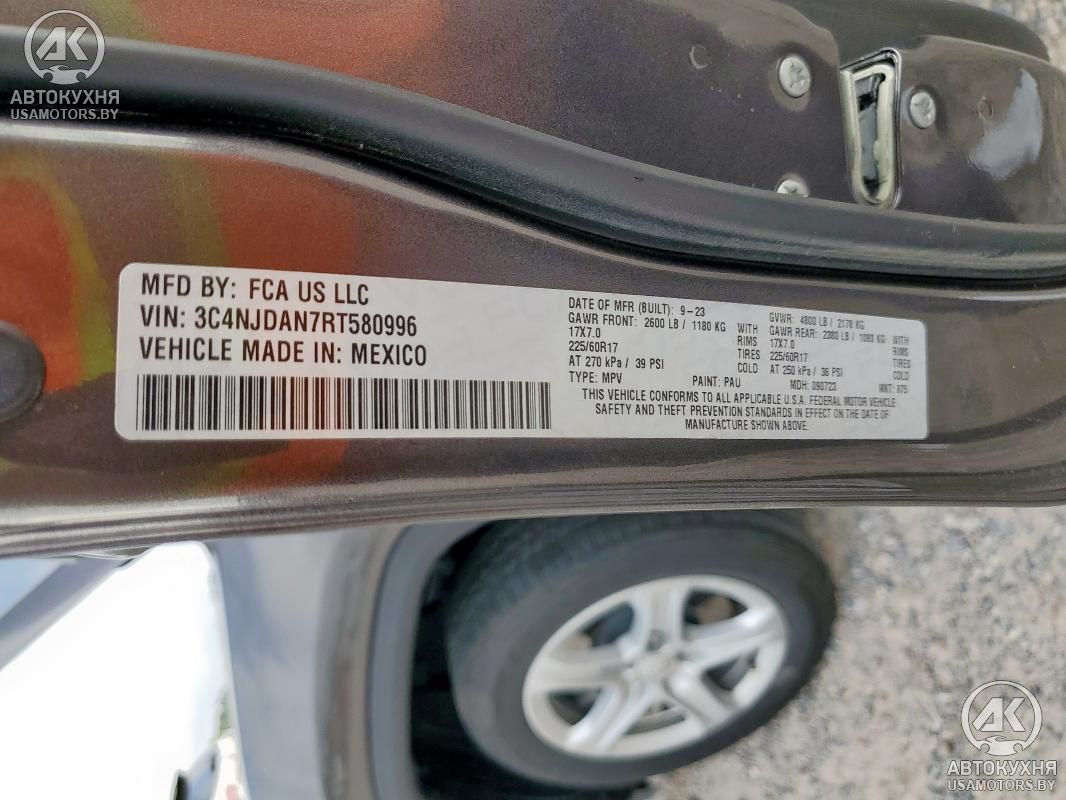 АК
АВТОКУХНЯ
USAMOTORS.BY
MFD BY: FCA US LLC
VIN: 3C4NJDAN7RT580996
VEHICLE MADE IN: MEXICO
DATE OF MFR (BUILT): 9-23 GVWR: 4800 LB / 2178 KG
GAWR FRONT: 2600 LB / 1180 KG WITH GAWR REAR: 2380 LB / 1080 KG WITH
17X7.0 RIMS 17X7.0 RIMS
225/60R17 TIRES 225/60R17 TIRES
AT 270 kPa / 39 PSI COLD AT 250 kPa / 36 PSI COLD
TYPE: MPV PAINT: PAU MDH: 090723 MKT: 875
THIS VEHICLE CONFORMS TO ALL APPLICABLE U.S.A. FEDERAL MOTOR VEHICLE
SAFETY AND THEFT PREVENTION STANDARDS IN EFFECT ON THE DATE OF
MANUFACTURE SHOWN ABOVE.
АК
АВТОКУХНЯ
USAMOTORS.BY